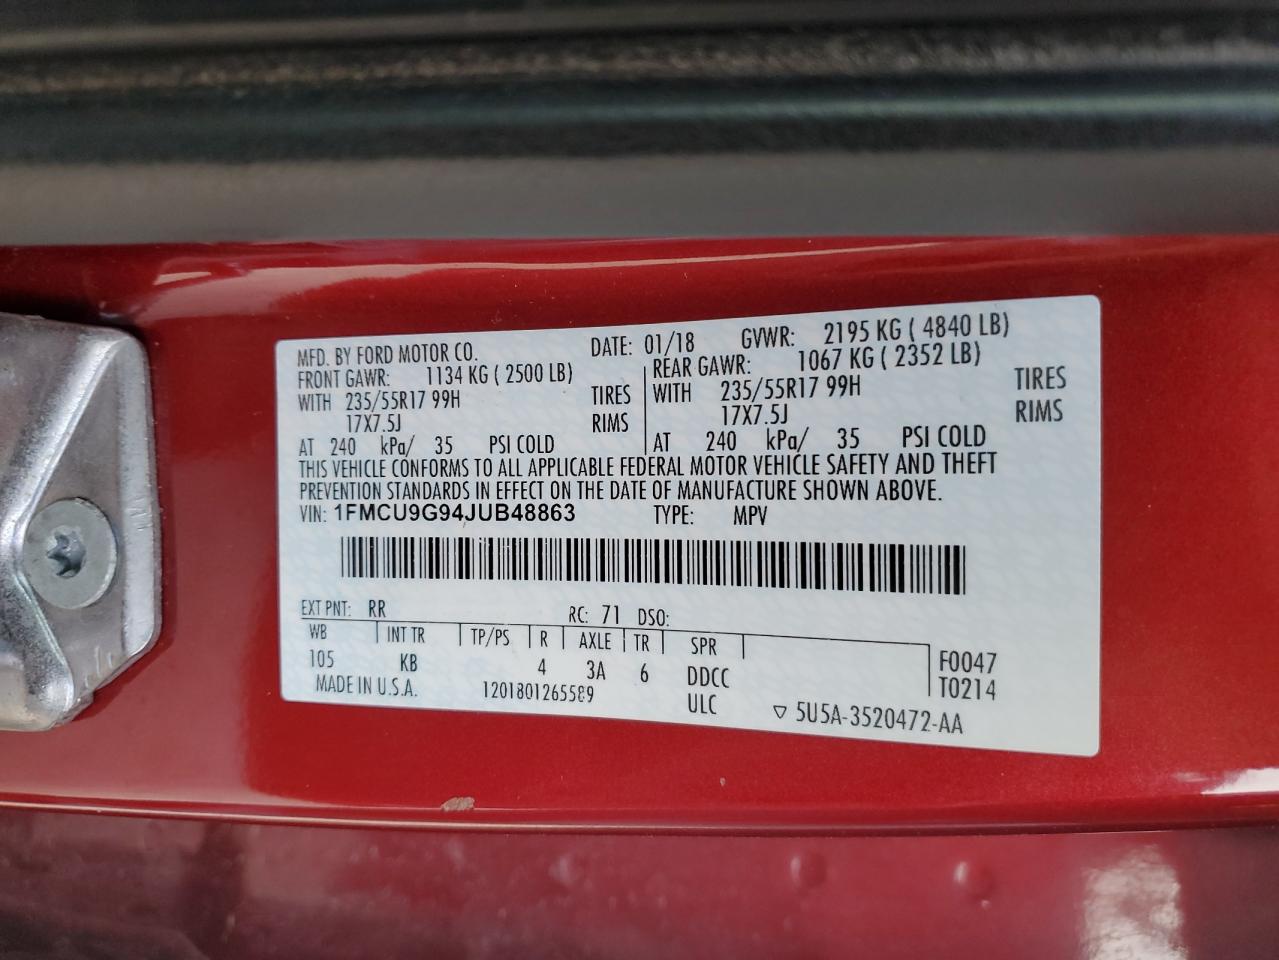 MFD. BY FORD MOTOR CO. DATE: 01/18 GVWR: 2195 KG ( 4840 LB)
FRONT GAWR: 1134 KG ( 2500 LB) REAR GAWR: 1067 KG ( 2352 LB)
WITH 235/55R17 99H TIRES WITH 235/55R17 99H TIRES
17X7.5J RIMS 17X7.5J RIMS
AT 240 kPa/ 35 PSI COLD AT 240 kPa/ 35 PSI COLD
THIS VEHICLE CONFORMS TO ALL APPLICABLE FEDERAL MOTOR VEHICLE SAFETY AND THEFT
PREVENTION STANDARDS IN EFFECT ON THE DATE OF MANUFACTURE SHOWN ABOVE.
VIN: 1FMCU9G94JUB48863 TYPE: MPV
EXT PNT: RR RC: 71 DSO:
WB INT TR TP/PS R AXLE TR SPR
105 KB 4 3A 6 DDCC F0047
MADE IN U.S.A. 1201801265589 ULC T0214
▽ 5U5A-3520472-AA